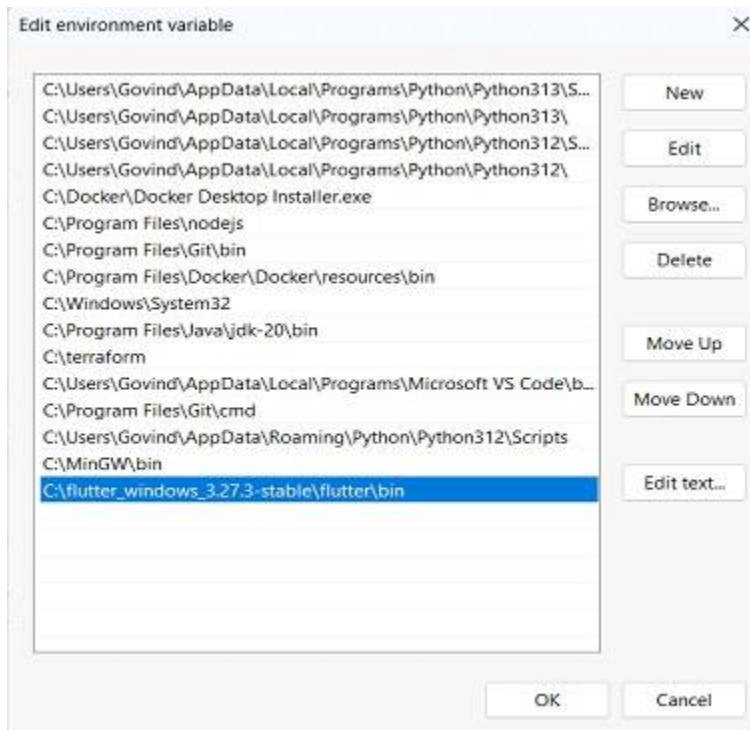 Edit environment variable
C:\Users\Govind\AppData\Local\Programs\Python\Python313\S...
C:\Users\Govind\AppData\Local\Programs\Python\Python313\
C:\Users\Govind\AppData\Local\Programs\Python\Python312\S...
C:\Users\Govind\AppData\Local\Programs\Python\Python312\
C:\Docker\Docker Desktop Installer.exe
C:\Program Files\nodejs
C:\Program Files\Git\bin
C:\Program Files\Docker\Docker\resources\bin
C:\Windows\System32
C:\Program Files\Java\jdk-20\bin
C:\terraform
C:\Users\Govind\AppData\Local\Programs\Microsoft VS Code\b...
C:\Program Files\Git\cmd
C:\Users\Govind\AppData\Roaming\Python\Python312\Scripts
C:\MinGW\bin
C:\flutter_windows_3.27.3-stable\flutter\bin
New
Edit
Browse...
Delete
Move Up
Move Down
Edit text...
OK
Cancel